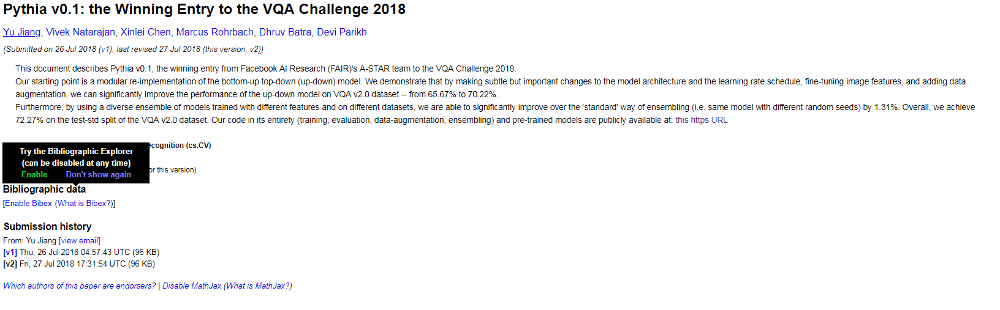 Pythia v0.1: the Winning Entry to the VQA Challenge 2018
Yu Jiang, Vivek Natarajan, Xinlei Chen, Marcus Rohrbach, Dhruv Batra, Devi Parikh
(Submitted on 26 Jul 2018 (v1), last revised 27 Jul 2018 (this version, v2))
This document describes Pythia v0.1, the winning entry from Facebook AI Research (FAIR)'s A-STAR team to the VQA Challenge 2018.
Our starting point is a modular re-implementation of the bottom-up top-down (up-down) model. We demonstrate that by making subtle but important changes to the model architecture and the learning rate schedule, fine-tuning image features, and adding data
augmentation, we can significantly improve the performance of the up-down model on VQA v2.0 dataset -- from 65.67% to 70.22%.
Furthermore, by using a diverse ensemble of models trained with different features and on different datasets, we are able to significantly improve over the 'standard' way of ensembling (i.e. same model with different random seeds) by 1.31%. Overall, we achieve
72.27% on the test-std split of the VQA v2.0 dataset. Our code in its entirety (training, evaluation, data-augmentation, ensembling) and pre-trained models are publicly available at: this https URL
ecognition (cs.CV)
Try the Bibliographic Explorer
(can be disabled at any time)
or this version)
Enable Don't show again
Bibliographic data
[Enable Bibex (What is Bibex?)]
Submission history
From: Yu Jiang [view email]
[v1] Thu, 26 Jul 2018 04:57:43 UTC (96 KB)
[v2] Fri, 27 Jul 2018 17:31:54 UTC (96 KB)
Which authors of this paper are endorsers? | Disable MathJax (What is MathJax?)